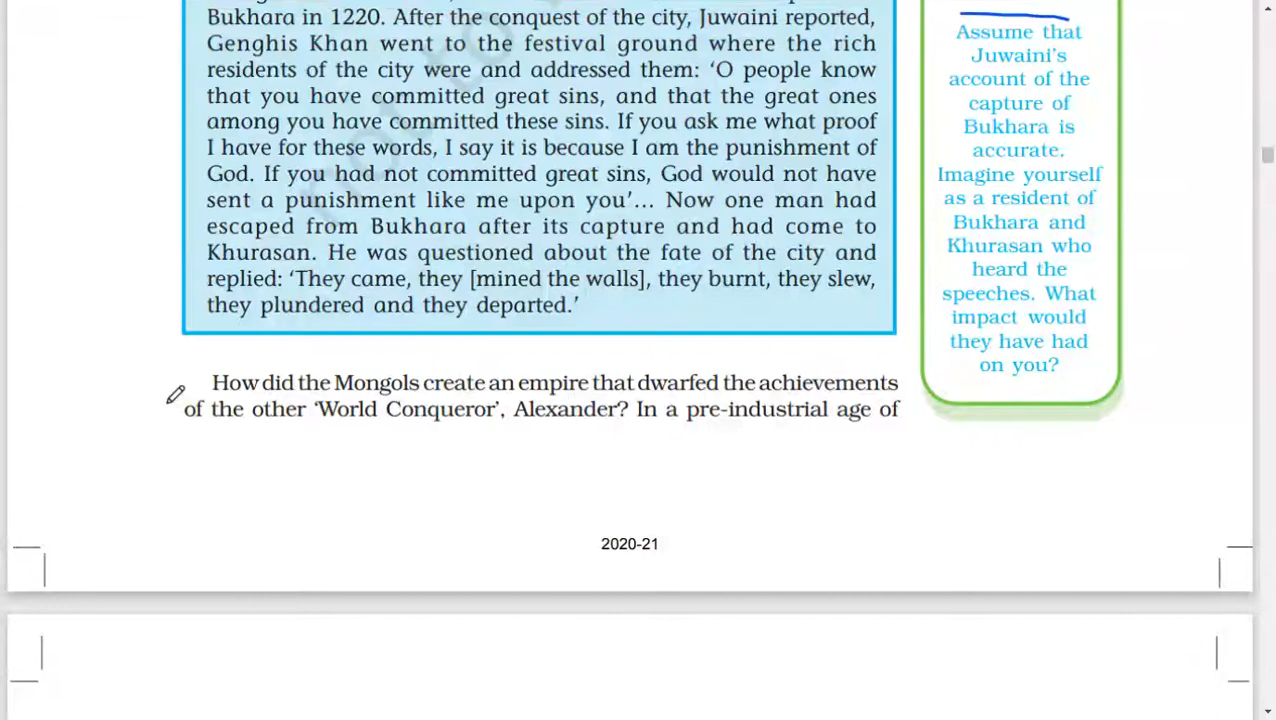 Bukhara in 1220. After the conquest of the city, Juwaini reported,
Genghis Khan went to the festival ground where the rich
residents of the city were and addressed them: ‘O people know
that you have committed great sins, and that the great ones
among you have committed these sins. If you ask me what proof
I have for these words, I say it is because I am the punishment of
God. If you had not committed great sins, God would not have
sent a punishment like me upon you’... Now one man had
escaped from Bukhara after its capture and had come to
Khurasan. He was questioned about the fate of the city and
replied: ‘They came, they [mined the walls], they burnt, they slew,
they plundered and they departed.’
Assume that
Juwaini’s
account of the
capture of
Bukhara is
accurate.
Imagine yourself
as a resident of
Bukhara and
Khurasan who
heard the
speeches. What
impact would
they have had
on you?
How did the Mongols create an empire that dwarfed the achievements
of the other ‘World Conqueror’, Alexander? In a pre-industrial age of
2020-21